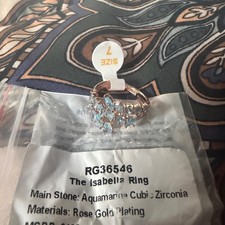 SIZE
7
RG36546
The Isabella Ring
Main Stone: Aquamarine Cubic Zirconia
Materials: Rose Gold Plating